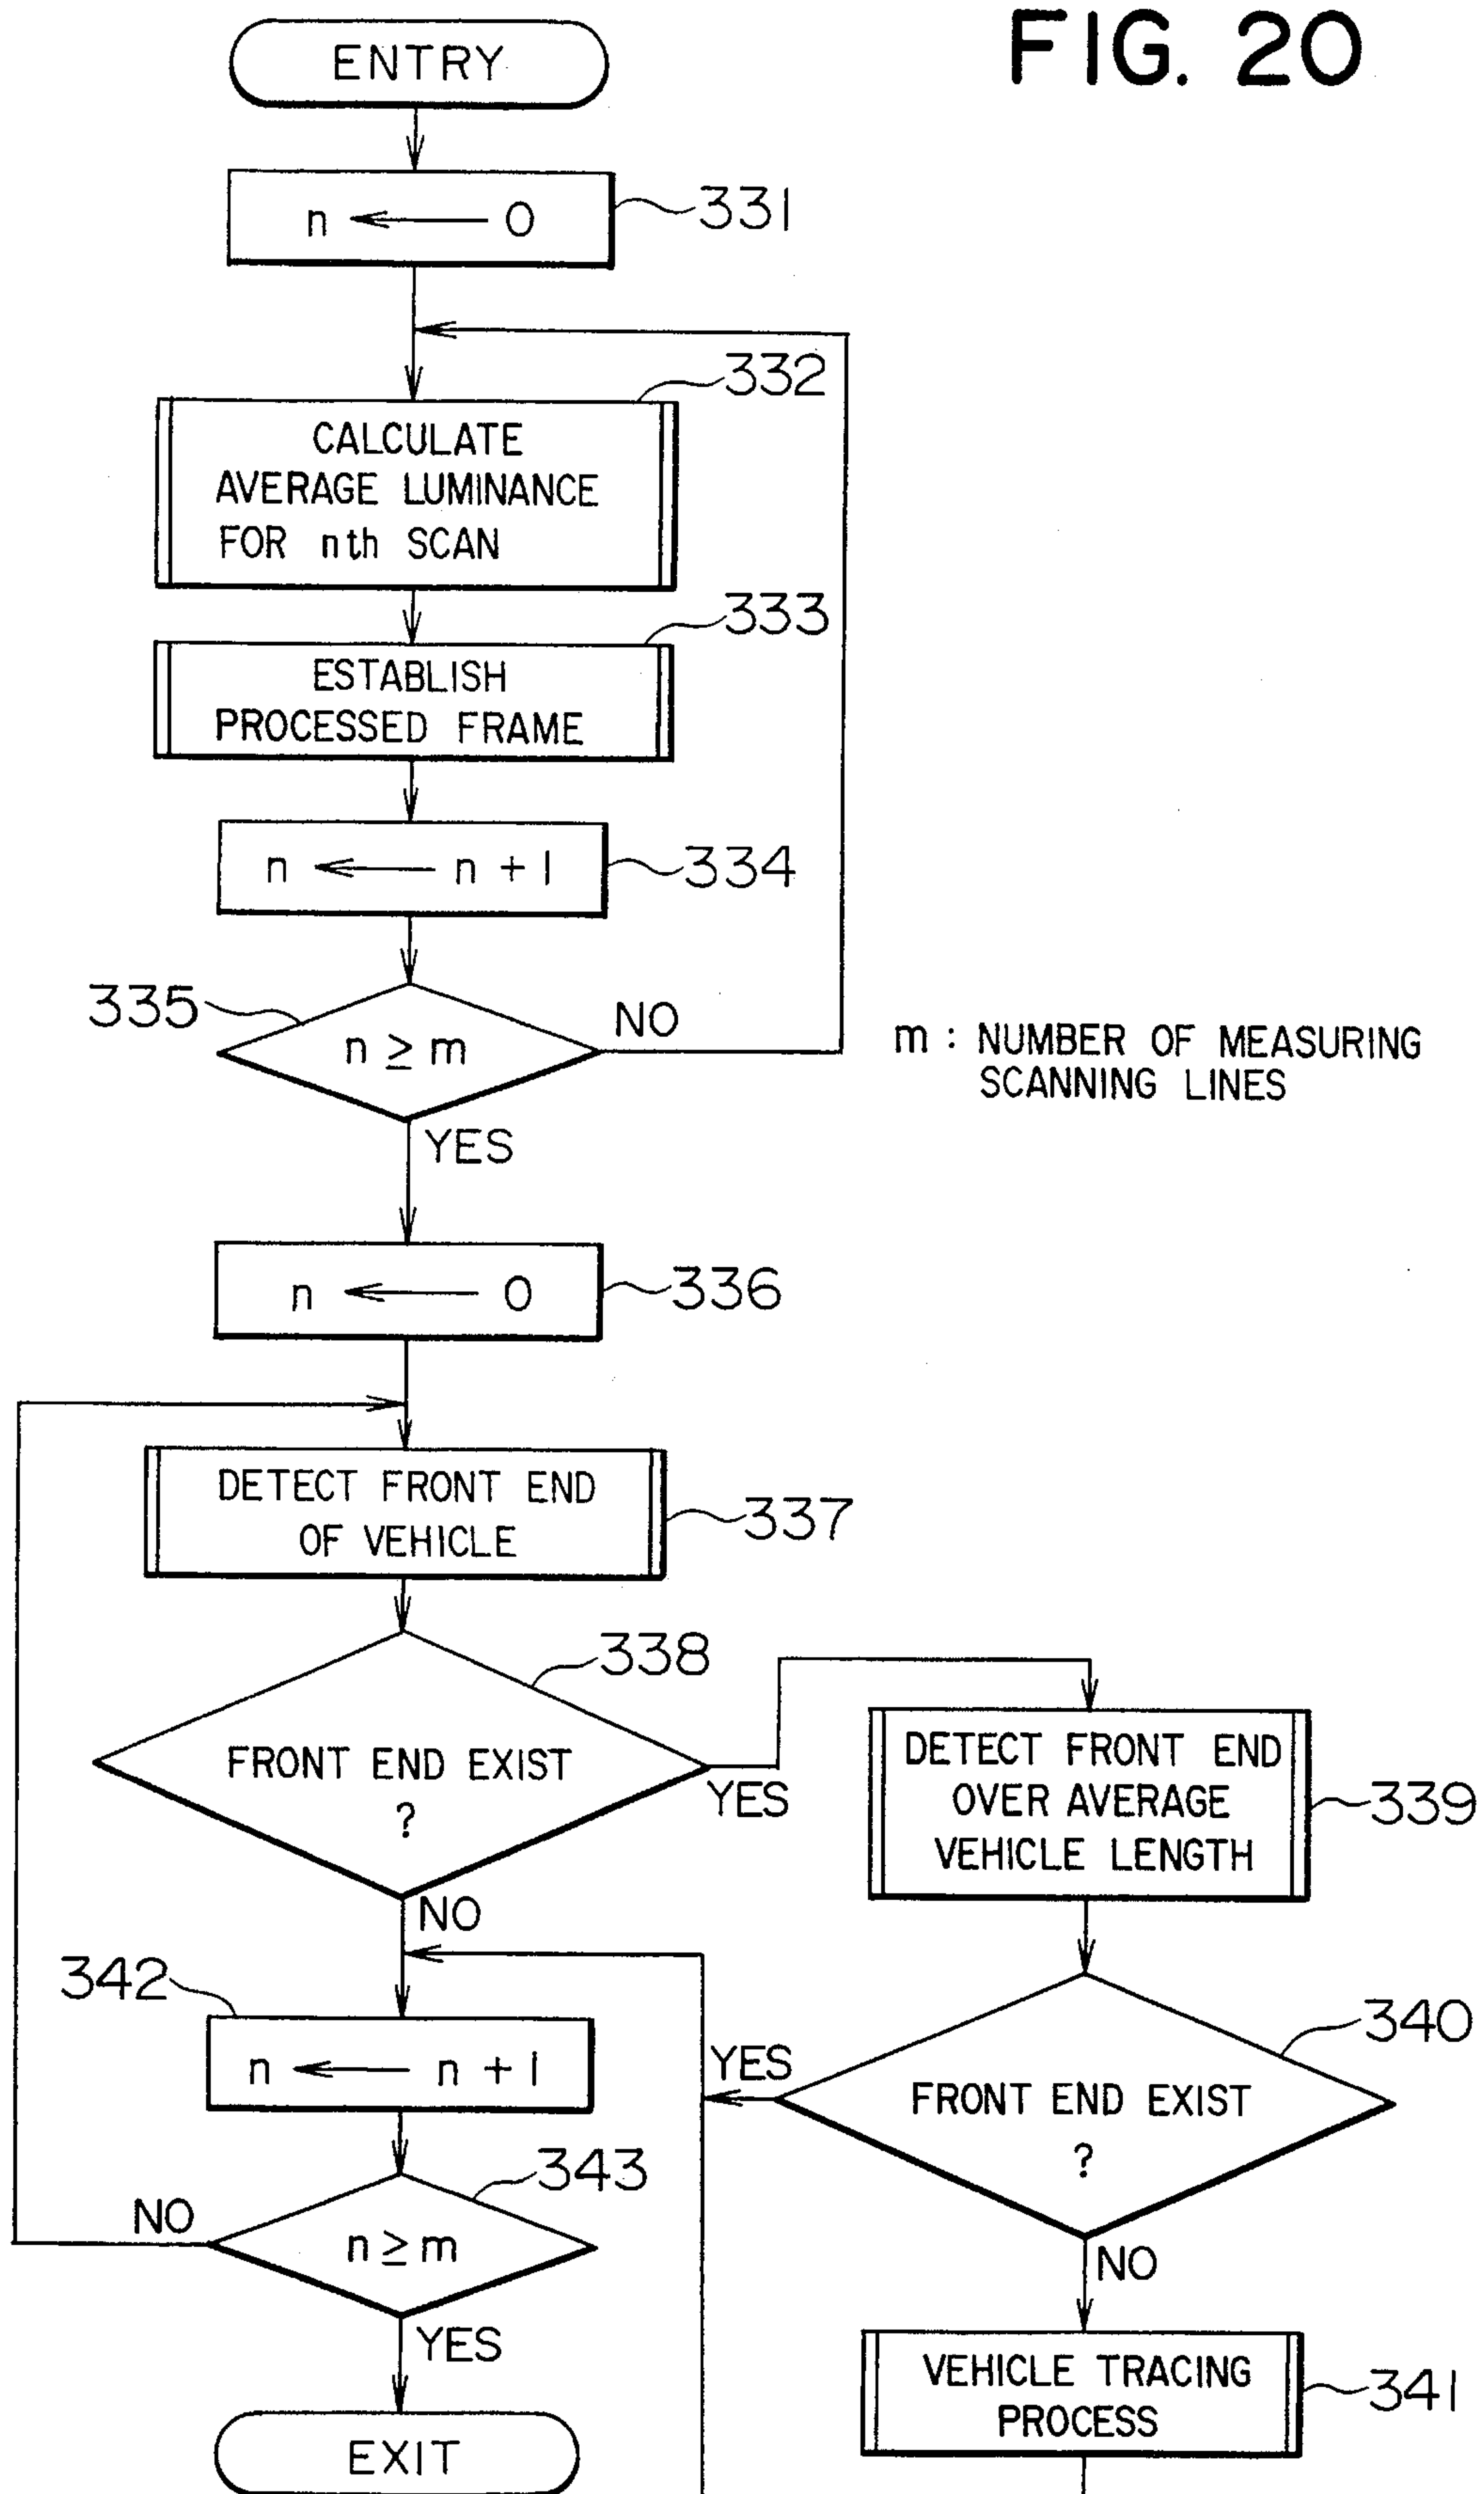 FIG. 20
ENTRY
n ← 0
331
332
CALCULATE
AVERAGE LUMINANCE
FOR nth SCAN
333
ESTABLISH
PROCESSED FRAME
n ← n + 1
334
335
n ≥ m
NO
m : NUMBER OF MEASURING
SCANNING LINES
YES
n ← 0
336
DETECT FRONT END
OF VEHICLE
337
338
FRONT END EXIST
?
YES
DETECT FRONT END
OVER AVERAGE
VEHICLE LENGTH
339
NO
342
n ← n + 1
340
YES
FRONT END EXIST
?
343
NO
n ≥ m
NO
YES
VEHICLE TRACING
PROCESS
341
EXIT